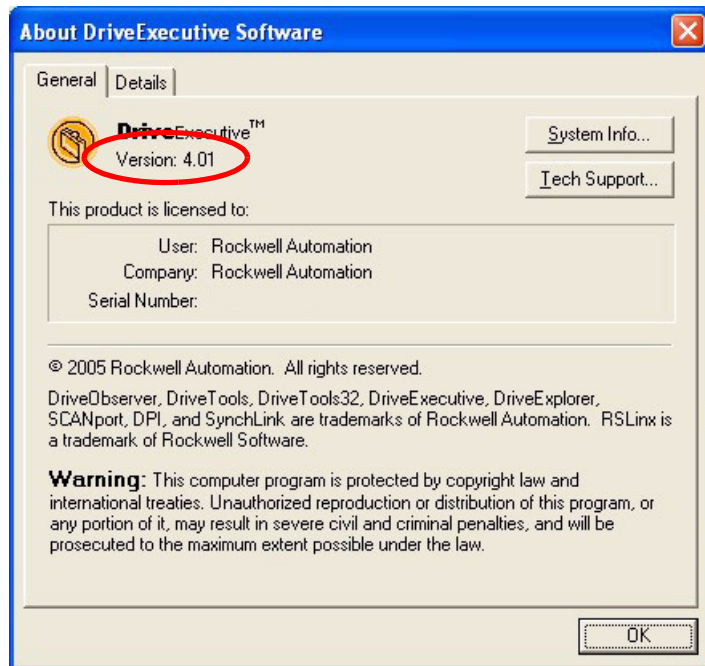 About DriveExecutive Software
General
Details
DriveExecutive™
Version: 4.01
System Info...
Tech Support...
This product is licensed to:
User: Rockwell Automation
Company: Rockwell Automation
Serial Number:
© 2005 Rockwell Automation. All rights reserved.
DriveObserver, DriveTools, DriveTools32, DriveExecutive, DriveExplorer,
SCANport, DPI, and SynchLink are trademarks of Rockwell Automation. RSLinx is
a trademark of Rockwell Software.
Warning: This computer program is protected by copyright law and
international treaties. Unauthorized reproduction or distribution of this program, or
any portion of it, may result in severe civil and criminal penalties, and will be
prosecuted to the maximum extent possible under the law.
OK